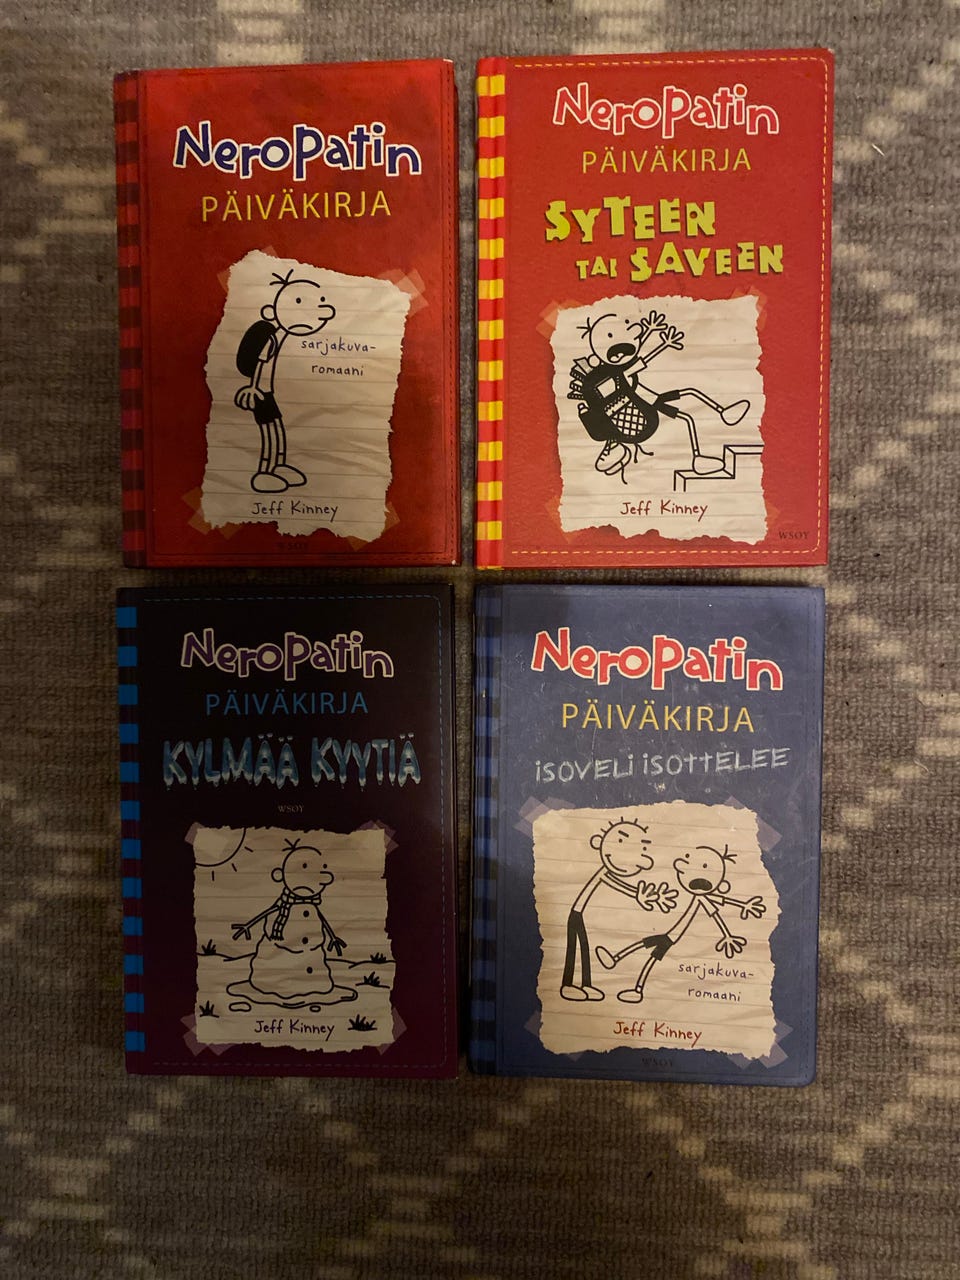 Neropatin
PÄIVÄKIRJA
sarjakuva-
romaani
Jeff Kinney
WSOY
Neropatin
PÄIVÄKIRJA
SYTEEN
TAI SAVEEN
Jeff Kinney
WSOY
Neropatin
PÄIVÄKIRJA
KYLMÄÄ KYYTIÄ
WSOY
Jeff Kinney
Neropatin
PÄIVÄKIRJA
iSOVELi iSOTTELEE
sarjakuva-
romaani
Jeff Kinney
WSOY